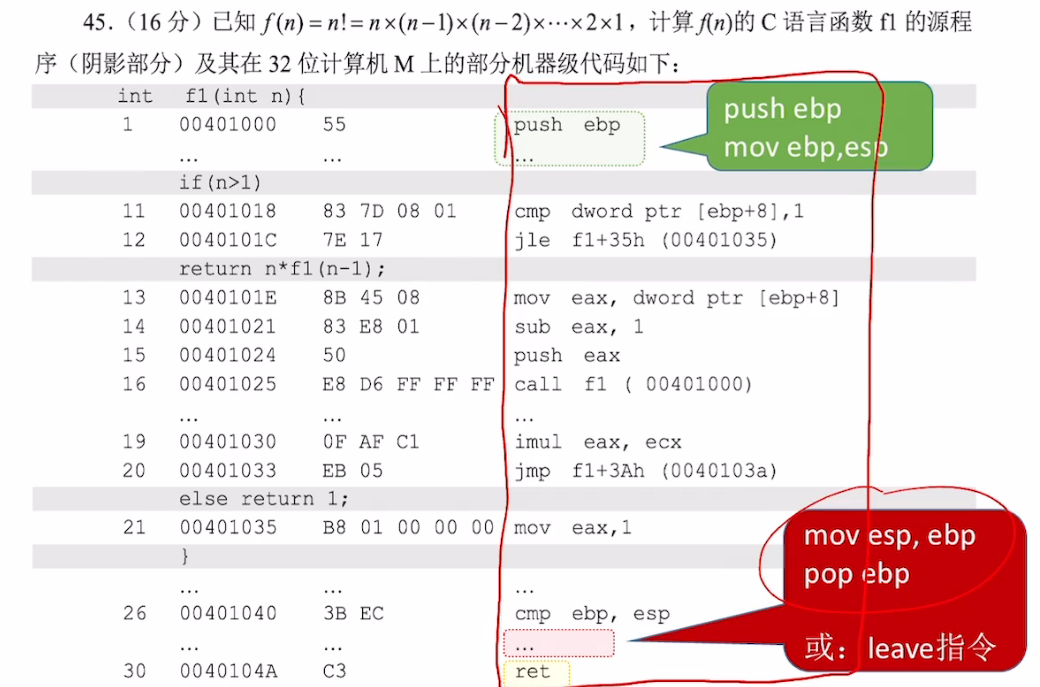 45.（16 分）已知 f(n)=n!=n×(n−1)×(n−2)×⋯×2×1，计算f(n)的 C 语言函数 f1 的源程
序（阴影部分）及其在 32 位计算机 M 上的部分机器级代码如下：
int f1(int n){
1 00401000 55 push ebp
... ... ...
push ebp
mov ebp,esp
if(n>1)
11 00401018 83 7D 08 01 cmp dword ptr [ebp+8],1
12 0040101C 7E 17 jle f1+35h (00401035)
return n*f1(n-1);
13 0040101E 8B 45 08 mov eax, dword ptr [ebp+8]
14 00401021 83 E8 01 sub eax, 1
15 00401024 50 push eax
16 00401025 E8 D6 FF FF FF call f1 ( 00401000)
... ... ...
19 00401030 0F AF C1 imul eax, ecx
20 00401033 EB 05 jmp f1+3Ah (0040103a)
else return 1;
21 00401035 B8 01 00 00 00 mov eax,1
}
... ... ...
26 00401040 3B EC cmp ebp, esp
... ... ...
30 0040104A C3 ret
mov esp, ebp
pop ebp
或：leave指令